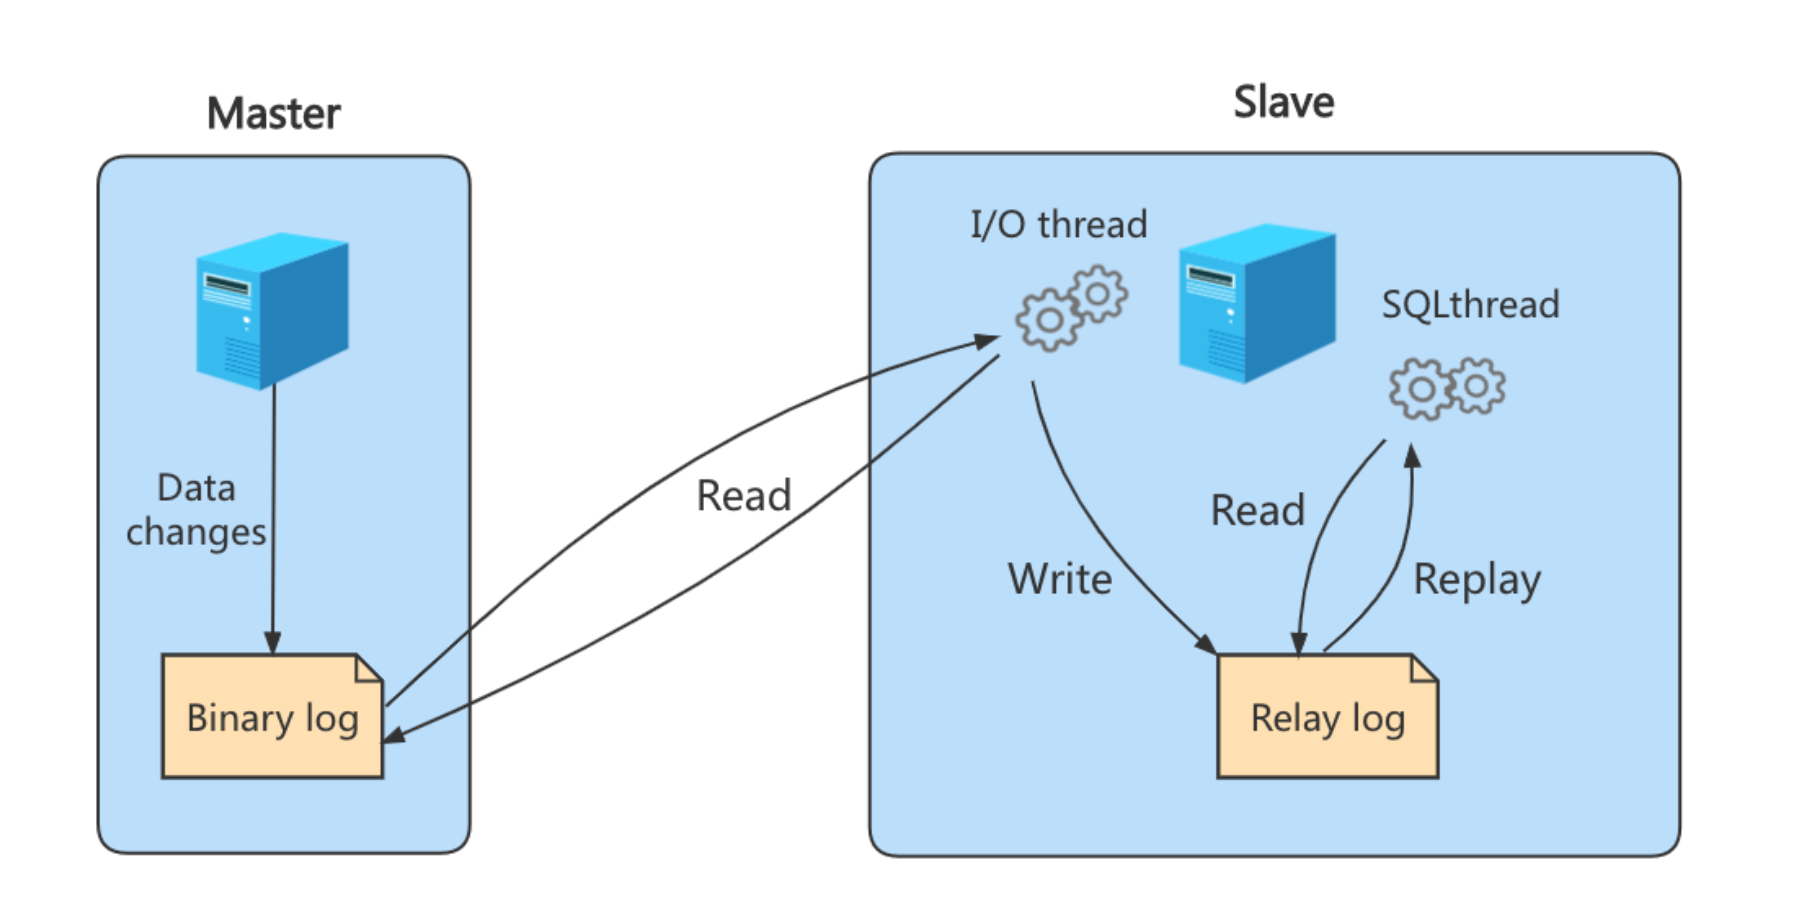 Master
Slave
I/O thread
SQLthread
Data
changes
Read
Read
Write
Replay
Binary log
Relay log